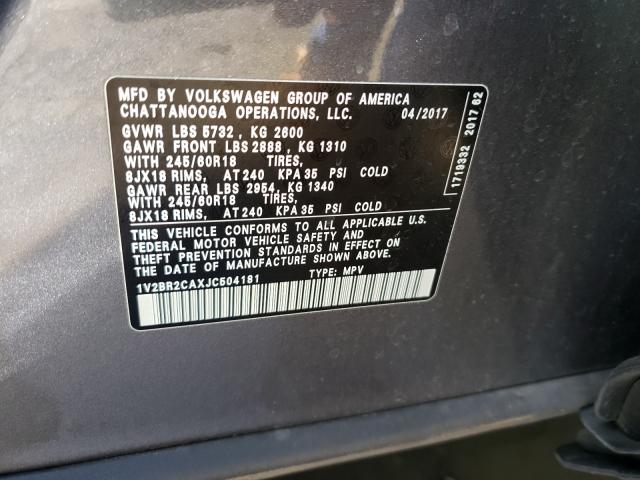 MFD BY VOLKSWAGEN GROUP OF AMERICA
CHATTANOOGA OPERATIONS, LLC. 04/2017
GVWR LBS 5732 , KG 2600
GAWR FRONT LBS 2888 , KG 1310
WITH 245/60R18 TIRES,
8JX18 RIMS, AT 240 KPA 35 PSI COLD
GAWR REAR LBS 2954, KG 1340
WITH 245/60R18 TIRES,
8JX18 RIMS, AT 240 KPA 35 PSI COLD
THIS VEHICLE CONFORMS TO ALL APPLICABLE U.S.
FEDERAL MOTOR VEHICLE SAFETY AND
THEFT PREVENTION STANDARDS IN EFFECT ON
THE DATE OF MANUFACTURE SHOWN ABOVE.
1V2BR2CAXJC504181 TYPE: MPV
1719332 2017 62